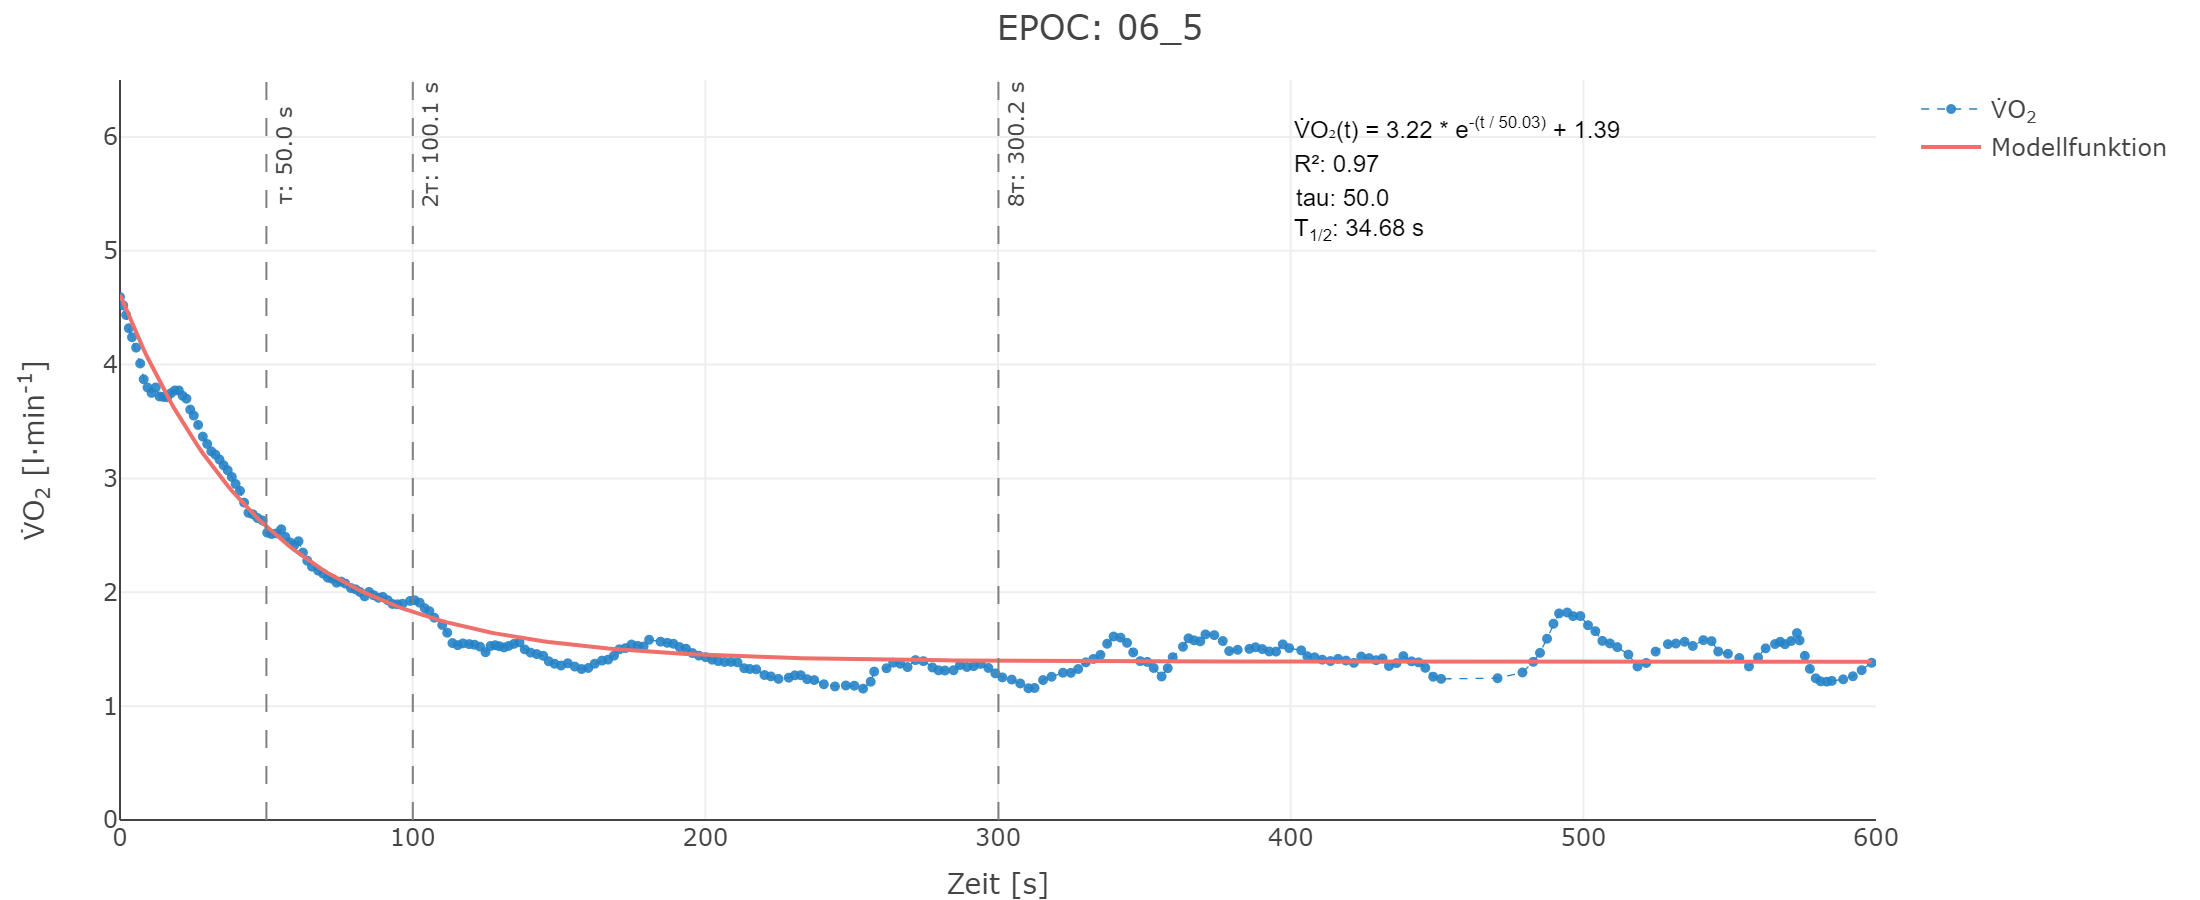 EPOC: 06_5
τ: 50.0 s
2τ: 100.1 s
8τ: 300.2 s
V̇O₂(t) = 3.22 * e^-(t / 50.03) + 1.39
R²: 0.97
tau: 50.0
T1/2: 34.68 s
V̇O₂
Modellfunktion
V̇O₂ [l·min⁻¹]
6
5
4
3
2
1
0
0 100 200 300 400 500 600
Zeit [s]